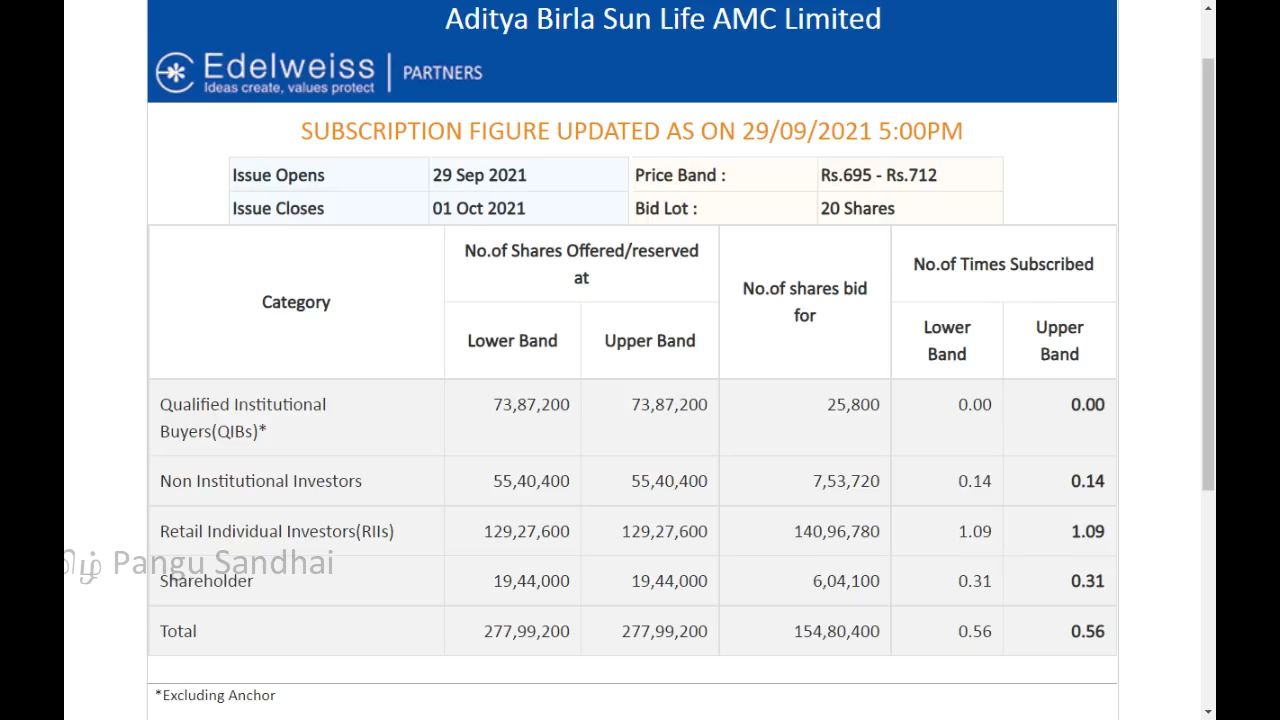 Aditya Birla Sun Life AMC Limited
Edelweiss
Ideas create, values protect
PARTNERS
SUBSCRIPTION FIGURE UPDATED AS ON 29/09/2021 5:00PM
Issue Opens 29 Sep 2021 Price Band : Rs.695 - Rs.712
Issue Closes 01 Oct 2021 Bid Lot : 20 Shares
Category
No.of Shares Offered/reserved
at
No.of shares bid
for
No.of Times Subscribed
Lower Band Upper Band
Lower
Band
Upper
Band
Qualified Institutional 73,87,200 73,87,200 25,800 0.00 0.00
Buyers(QIBs)*
Non Institutional Investors 55,40,400 55,40,400 7,53,720 0.14 0.14
Retail Individual Investors(RIIs) 129,27,600 129,27,600 140,96,780 1.09 1.09
Pangu Sandhai
Shareholder 19,44,000 19,44,000 6,04,100 0.31 0.31
Total 277,99,200 277,99,200 154,80,400 0.56 0.56
*Excluding Anchor